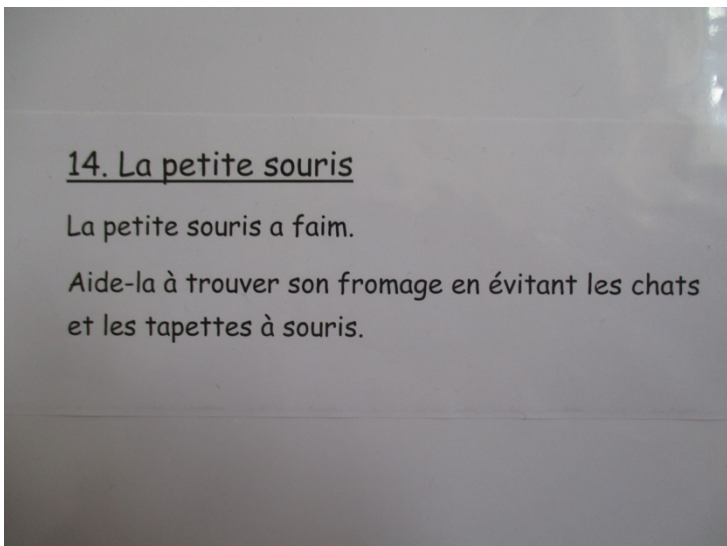 14. La petite souris
La petite souris a faim.
Aide-la à trouver son fromage en évitant les chats
et les tapettes à souris.